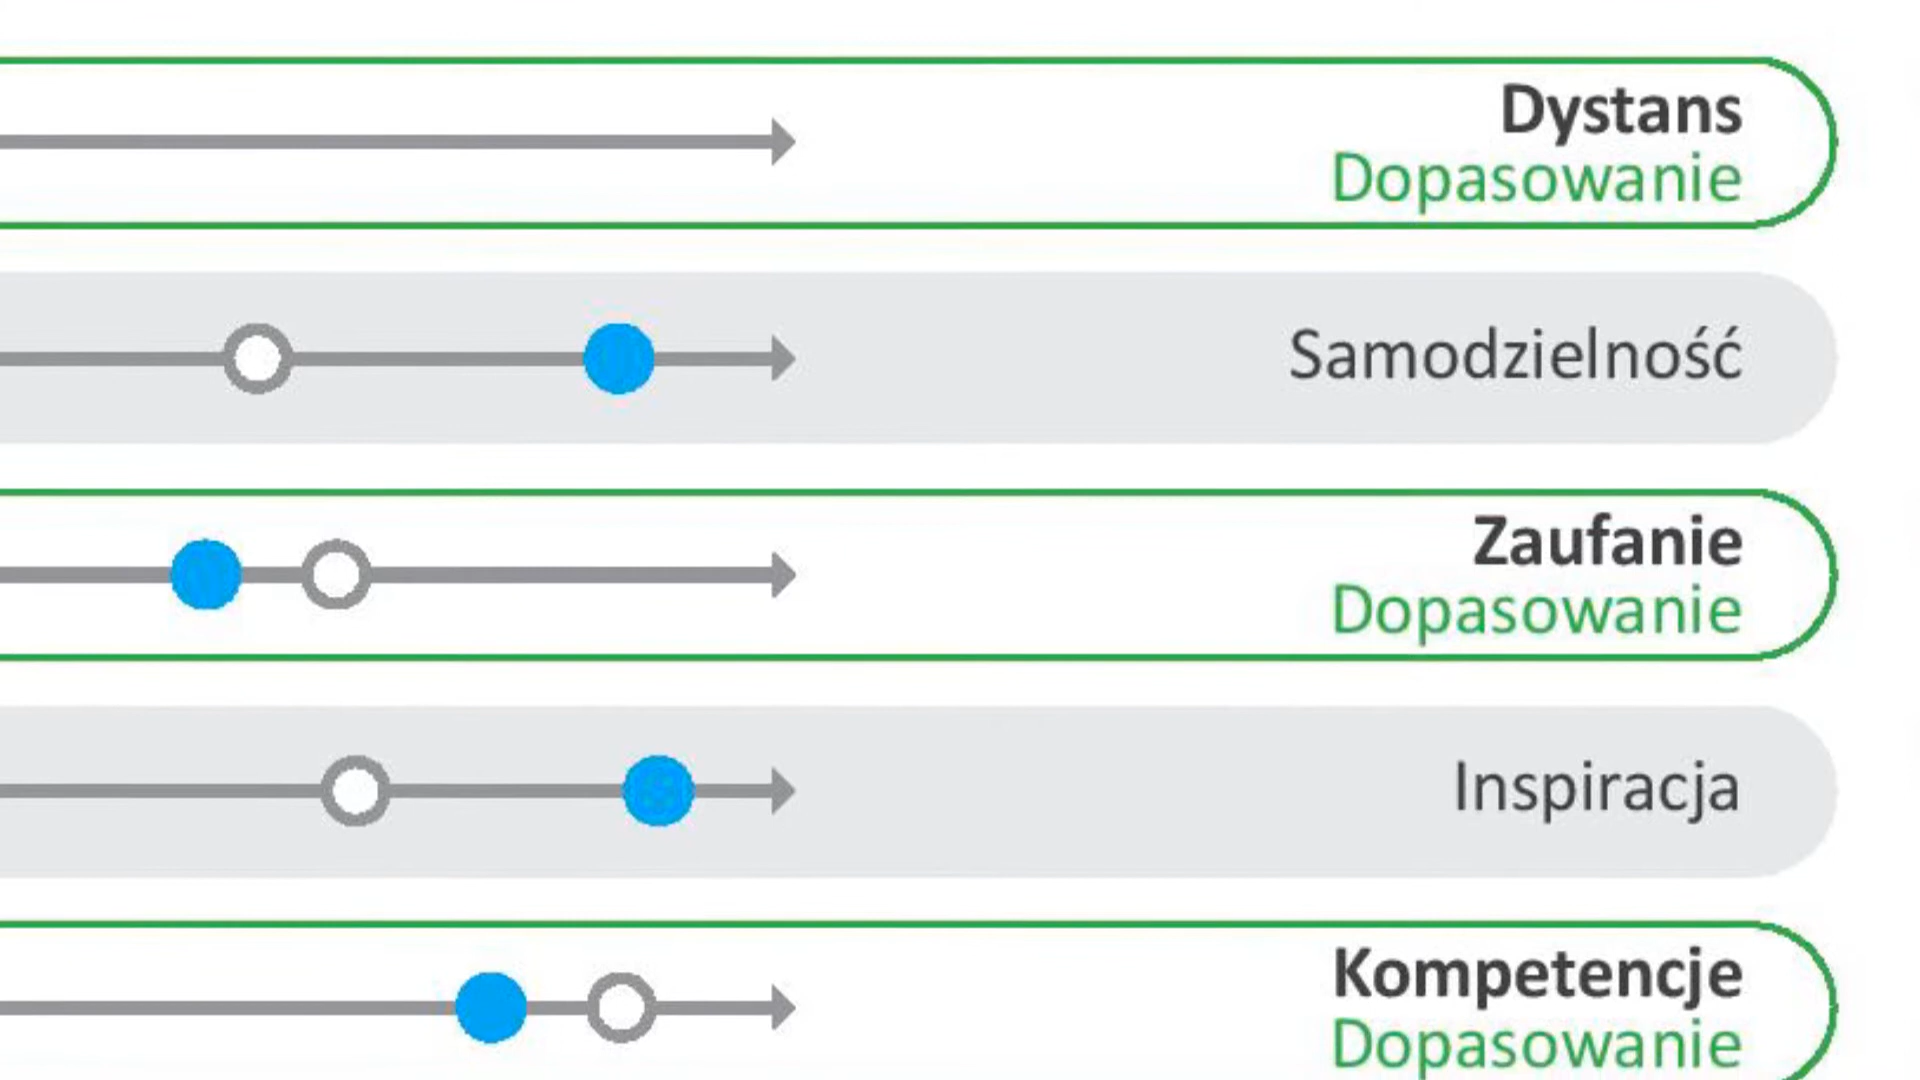 Dystans
Dopasowanie
Samodzielność
Zaufanie
Dopasowanie
Inspiracja
Kompetencje
Dopasowanie